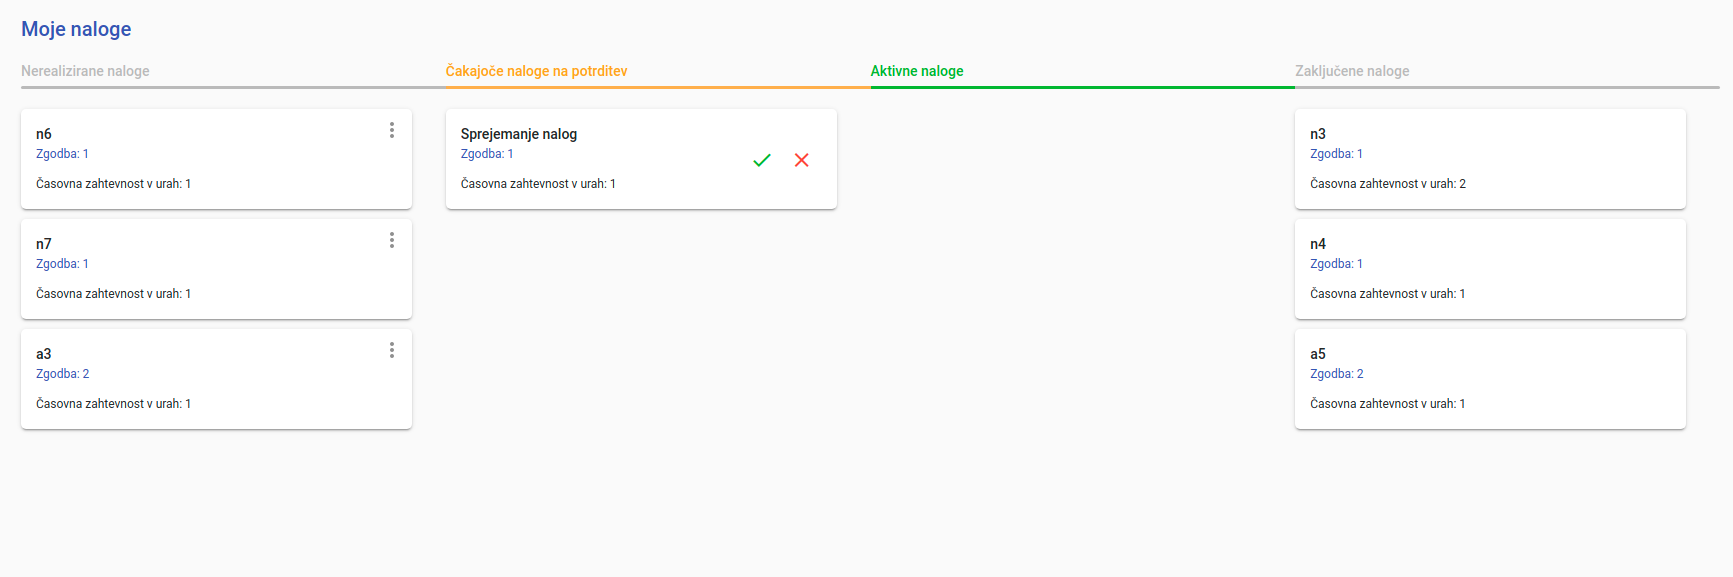 Moje naloge
Nerealizirane naloge
Čakajoče naloge na potrditev
Aktivne naloge
Zaključene naloge
n6
Zgodba: 1
Časovna zahtevnost v urah: 1
n7
Zgodba: 1
Časovna zahtevnost v urah: 1
a3
Zgodba: 2
Časovna zahtevnost v urah: 1
Sprejemanje nalog
Zgodba: 1
Časovna zahtevnost v urah: 1
n3
Zgodba: 1
Časovna zahtevnost v urah: 2
n4
Zgodba: 1
Časovna zahtevnost v urah: 1
a5
Zgodba: 2
Časovna zahtevnost v urah: 1